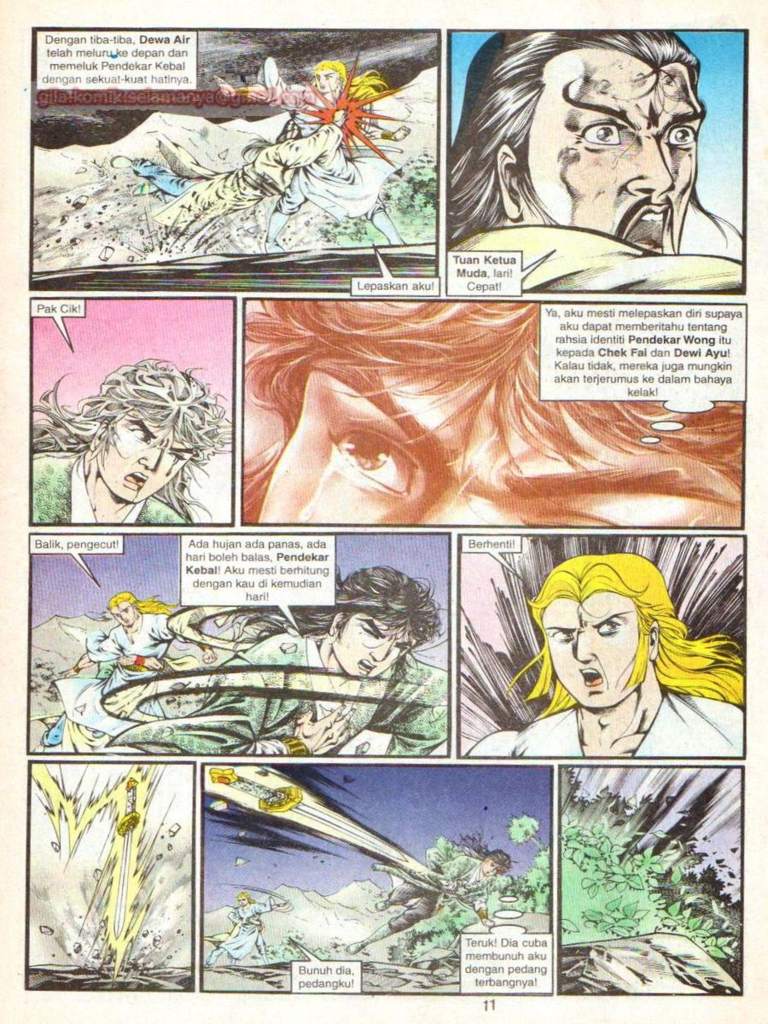 Dengan tiba-tiba, Dewa Air
telah meluru ke depan dan
memeluk Pendekar Kebal
dengan sekuat-kuat hatinya.
Lepaskan aku!
Tuan Ketua
Muda, lari!
Cepat!
Pak Cik!
Ya, aku mesti melepaskan diri supaya
aku dapat memberitahu tentang
rahsia identiti Pendekar Wong itu
kepada Chek Fai dan Dewi Ayu!
Kalau tidak, mereka juga mungkin
akan terjerumus ke dalam bahaya
kelak!
Balik, pengecut!
Ada hujan ada panas, ada
hari boleh balas, Pendekar
Kebal! Aku mesti berhitung
dengan kau di kemudian
hari!
Berhenti!
Bunuh dia,
pedangku!
Teruk! Dia cuba
membunuh aku
dengan pedang
terbangnya!
11